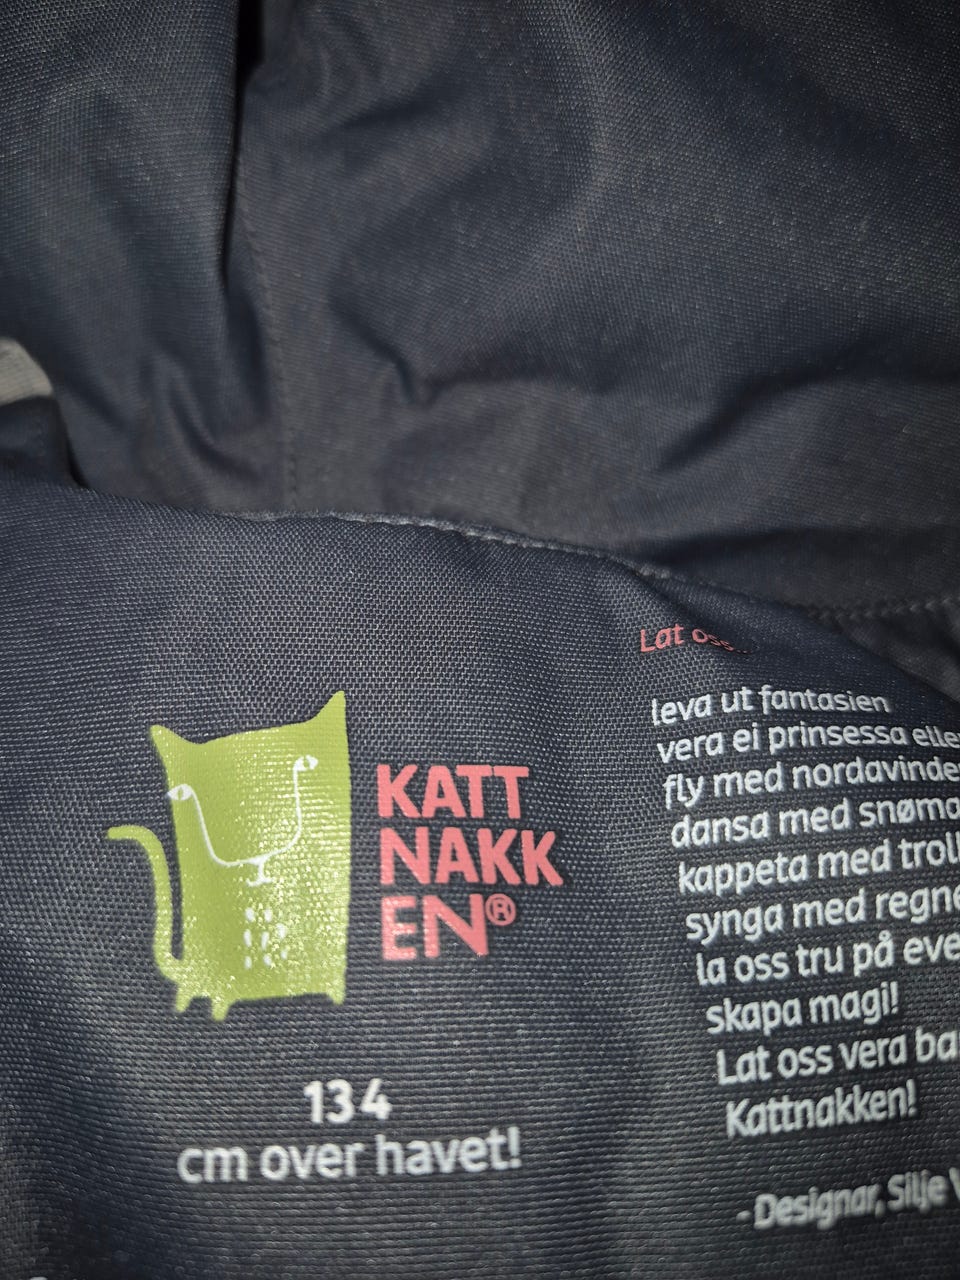 KATT
NAKK
EN®
134
cm over havet!
Lat oss...
leva ut fantasien
vera ei prinsessa
fly med
dansa med
kappeta med
synga med
la oss tru på
skapa magi!
Lat oss vera
Kattnakken!
- Designar, Silje